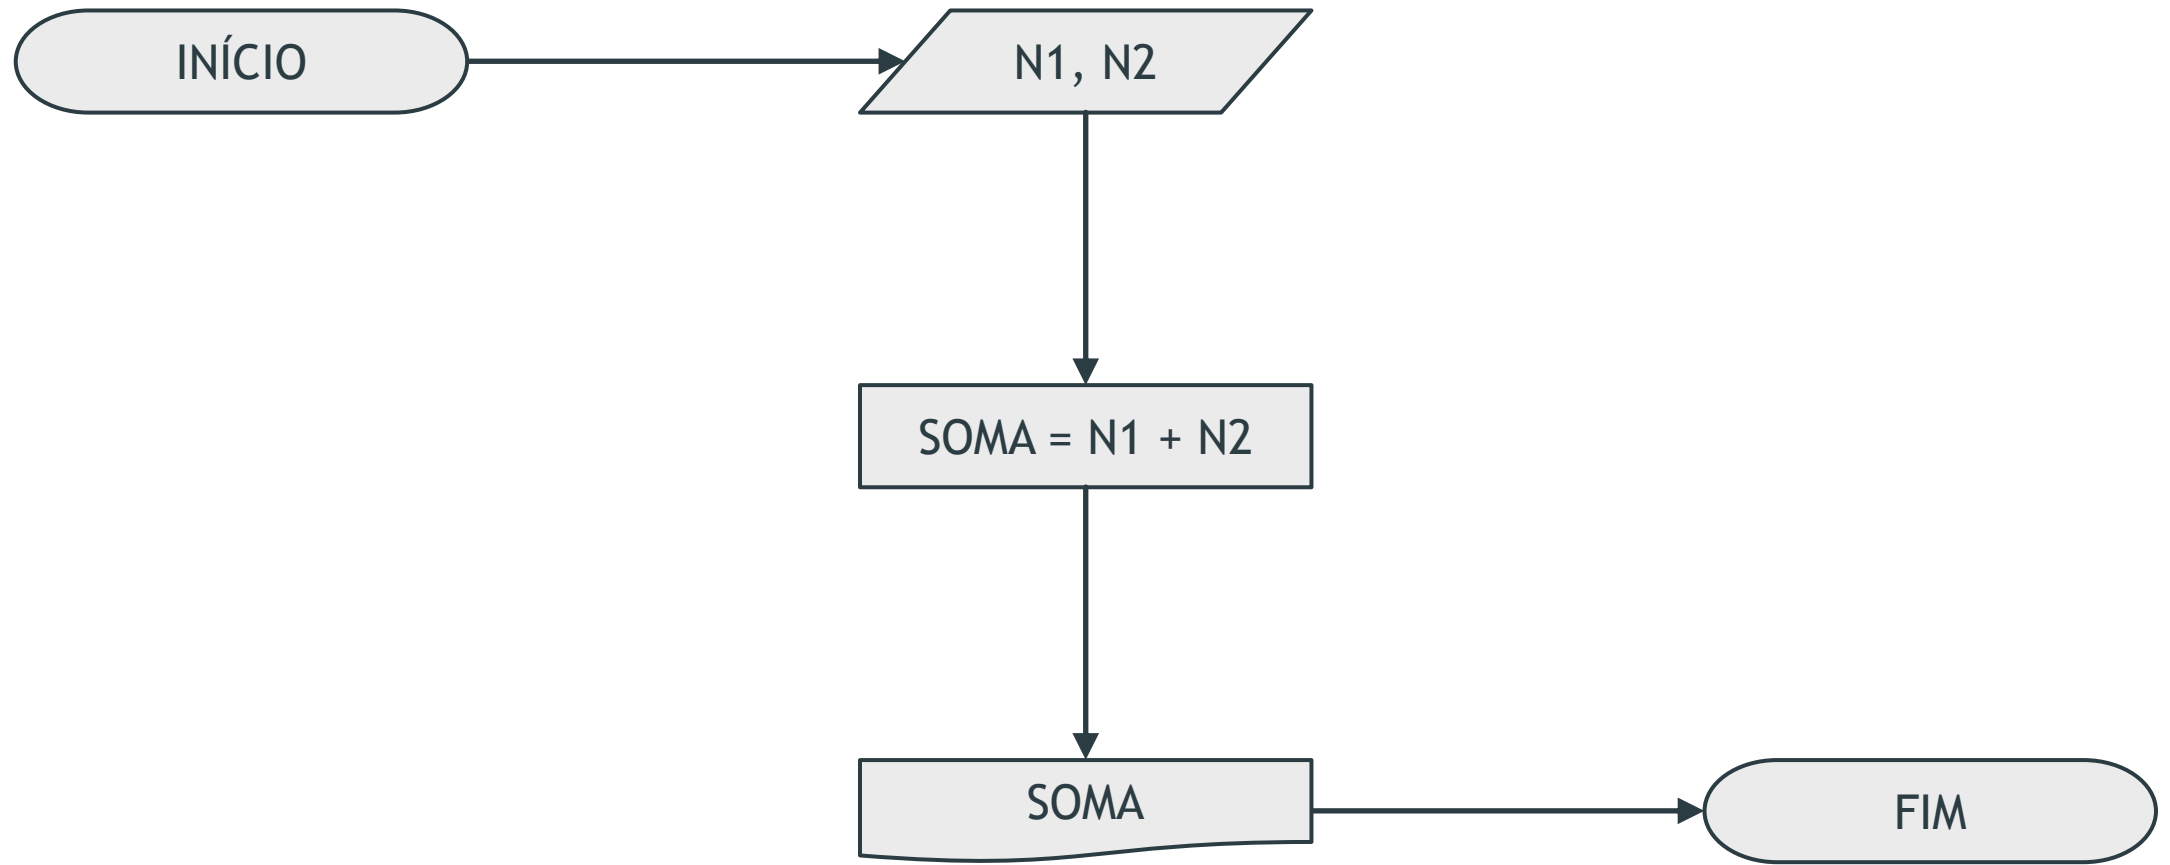 INÍCIO
N1, N2
SOMA = N1 + N2
SOMA
FIM